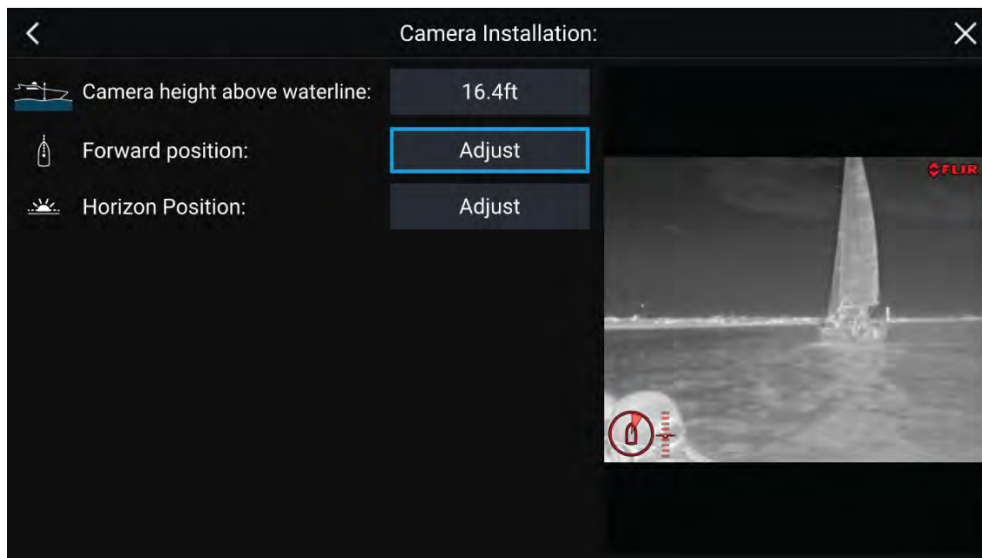 Camera Installation:
Camera height above waterline: 16.4ft
Forward position: Adjust
Horizon Position: Adjust
FLIR